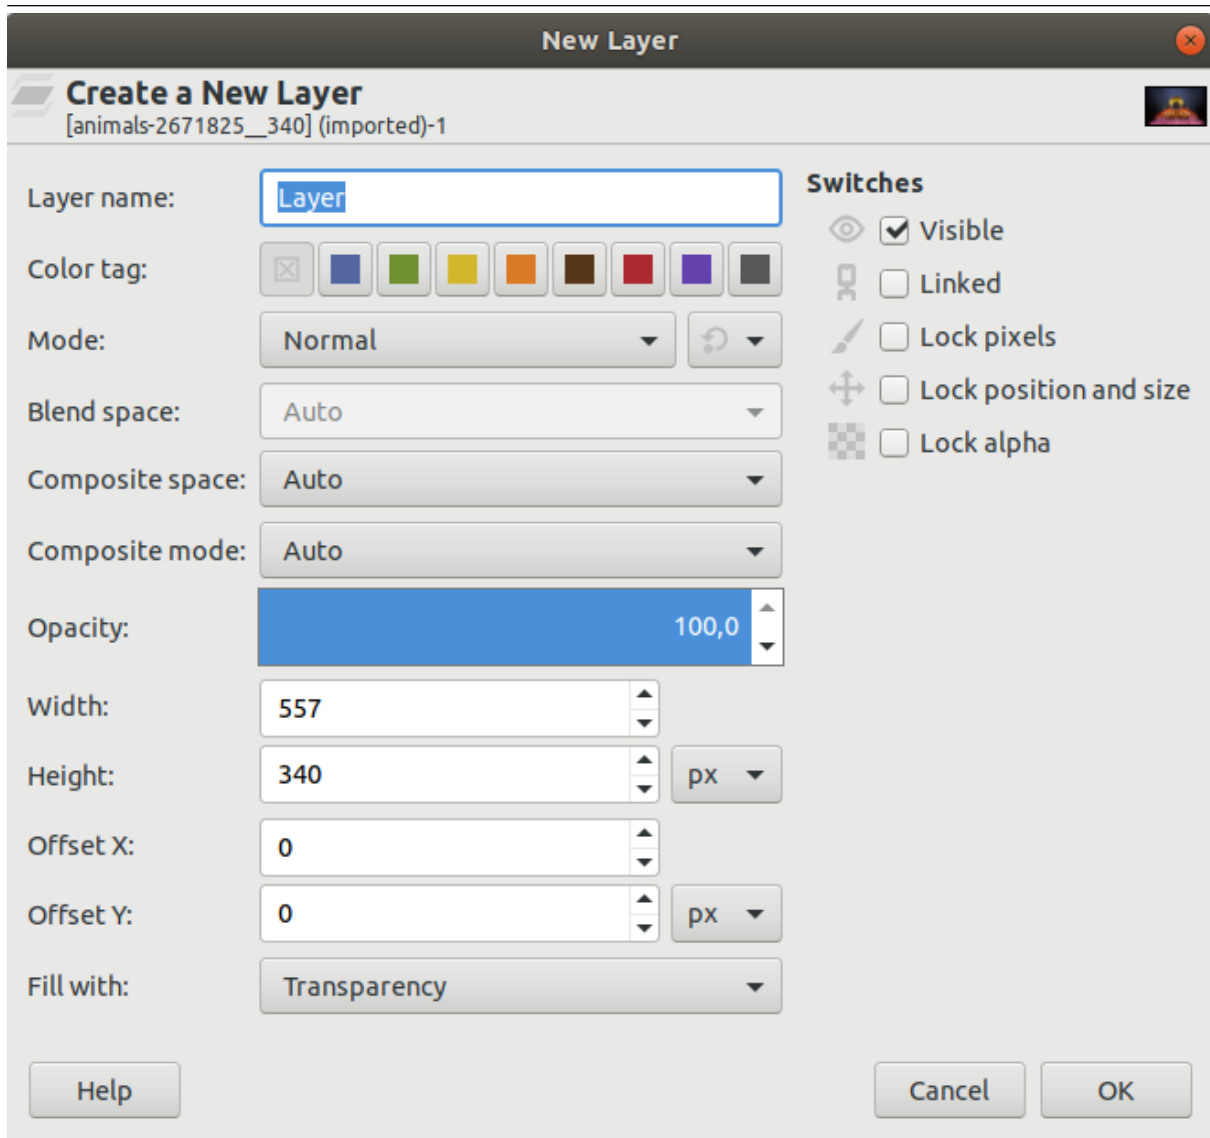 New Layer
Create a New Layer
[animals-2671825__340] (imported)-1
Layer name:
Layer
Color tag:
Mode:
Normal
Blend space:
Auto
Composite space:
Auto
Composite mode:
Auto
Opacity:
100,0
Width:
557
Height:
340
px
Offset X:
0
Offset Y:
0
px
Fill with:
Transparency
Switches
Visible
Linked
Lock pixels
Lock position and size
Lock alpha
Help
Cancel
OK